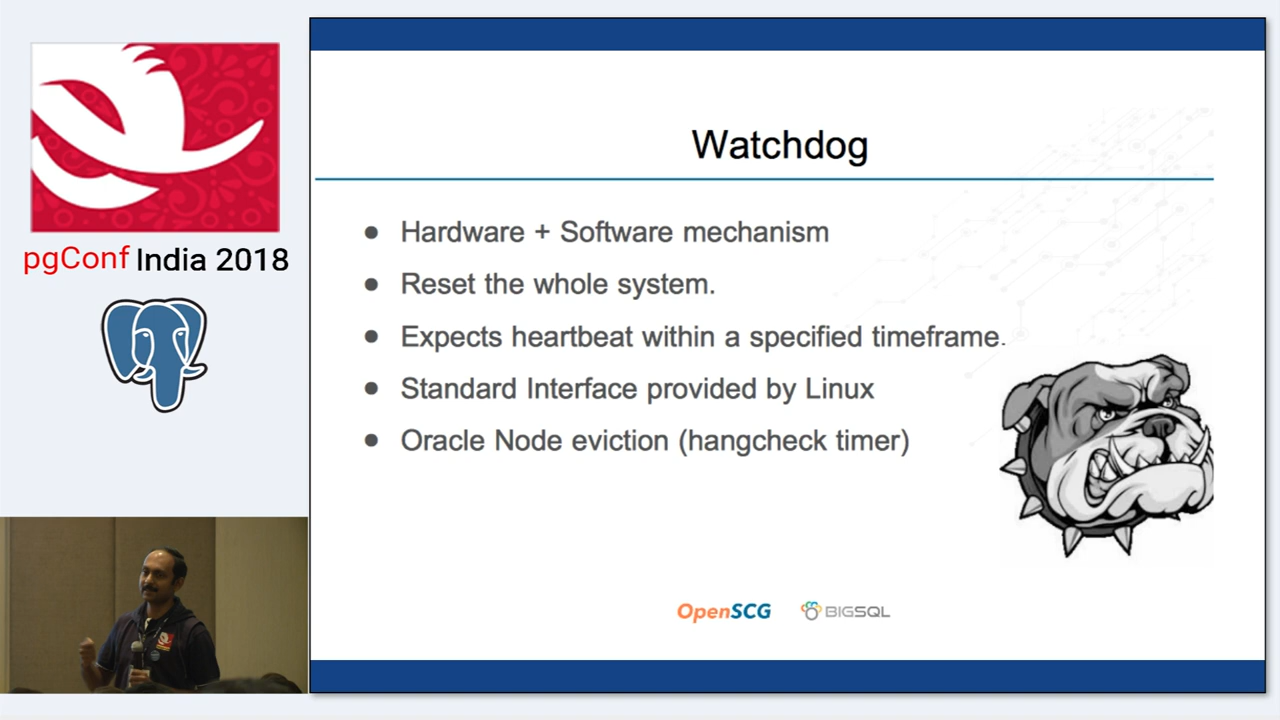 pgConf India 2018
Watchdog
● Hardware + Software mechanism
● Reset the whole system.
● Expects heartbeat within a specified timeframe.
● Standard Interface provided by Linux
● Oracle Node eviction (hangcheck timer)
OpenSCG BIGSQL